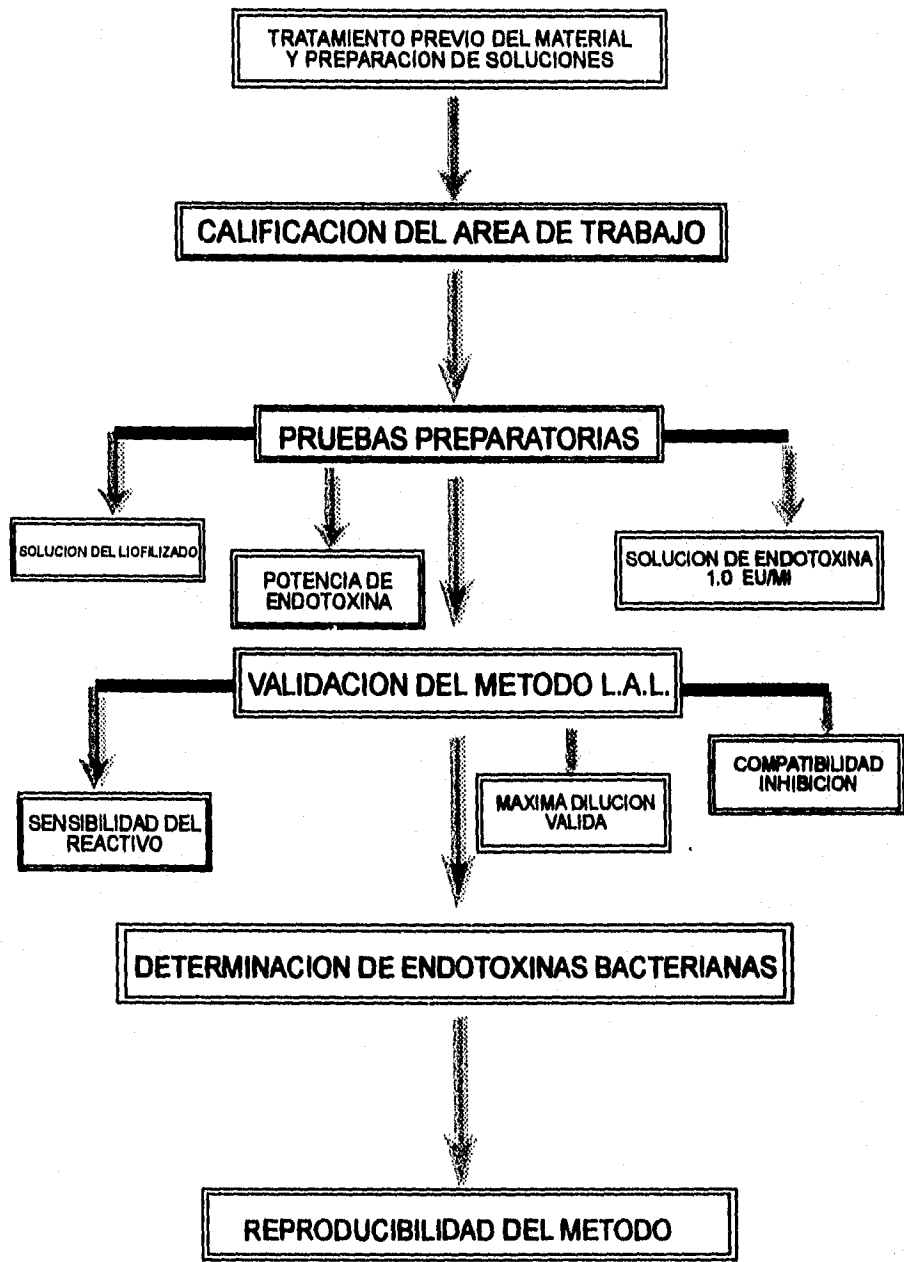 TRATAMIENTO PREVIO DEL MATERIAL
Y PREPARACION DE SOLUCIONES
CALIFICACION DEL AREA DE TRABAJO
PRUEBAS PREPARATORIAS
SOLUCION DEL LIOFILIZADO
POTENCIA DE
ENDOTOXINA
SOLUCION DE ENDOTOXINA
1.0 EU/MI
VALIDACION DEL METODO L.A.L.
SENSIBILIDAD DEL
REACTIVO
MAXIMA DILUCION
VALIDA
COMPATIBILIDAD
INHIBICION
DETERMINACION DE ENDOTOXINAS BACTERIANAS
REPRODUCIBILIDAD DEL METODO